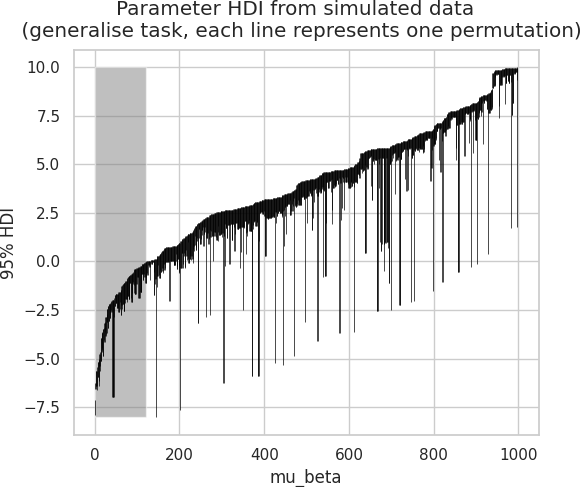 Parameter HDI from simulated data
(generalise task, each line represents one permutation)
10.0
7.5
5.0
2.5
0.0
−2.5
−5.0
−7.5
95% HDI
0 200 400 600 800 1000
mu_beta